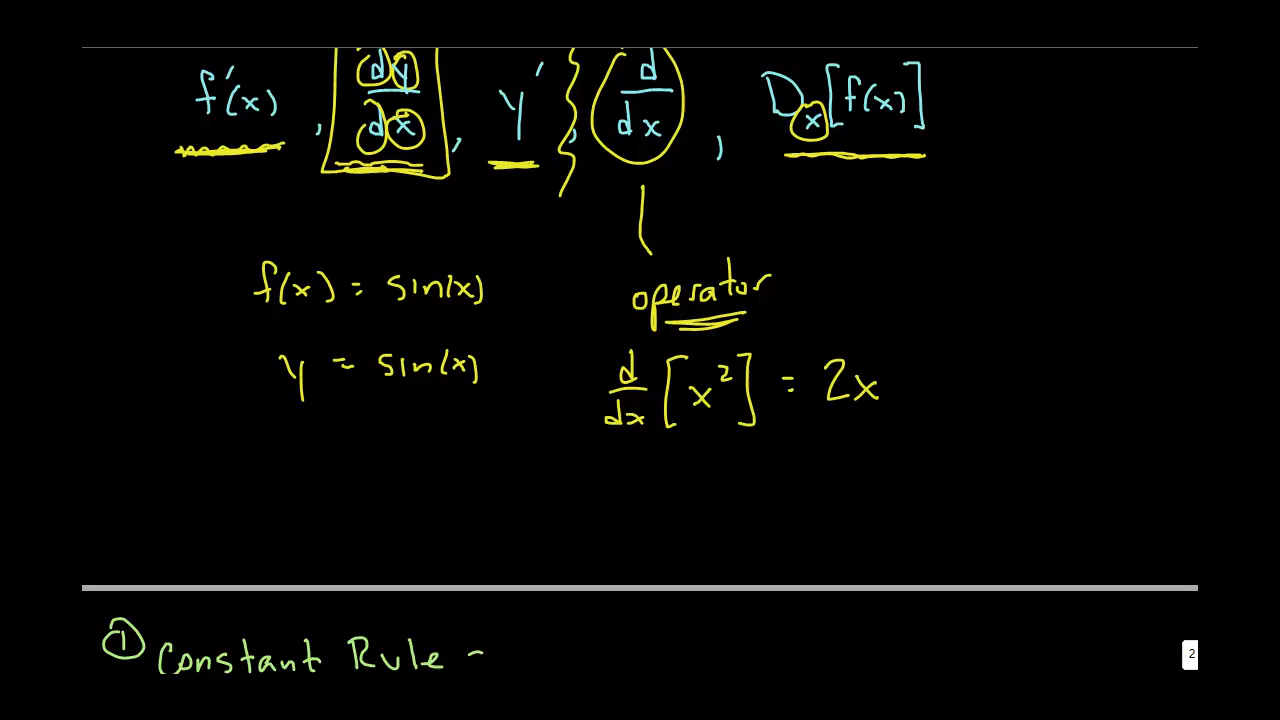 f'(x) , dy/dx , y' , d/dx , Dx[f(x)]
f(x) = sin(x)
operator
y = sin(x)
d/dx [x²] = 2x
① Constant Rule -
2